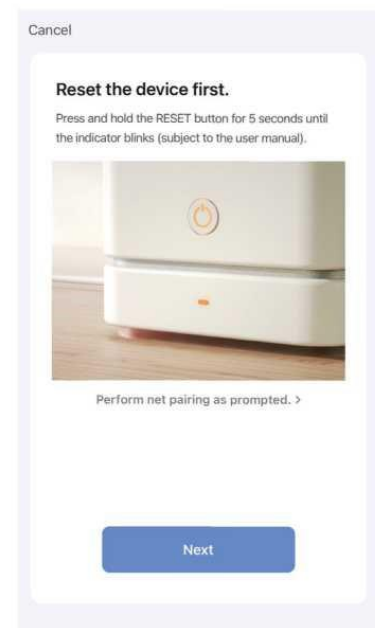 Cancel
Reset the device first.
Press and hold the RESET button for 5 seconds until
the indicator blinks (subject to the user manual).
Perform net pairing as prompted. >
Next